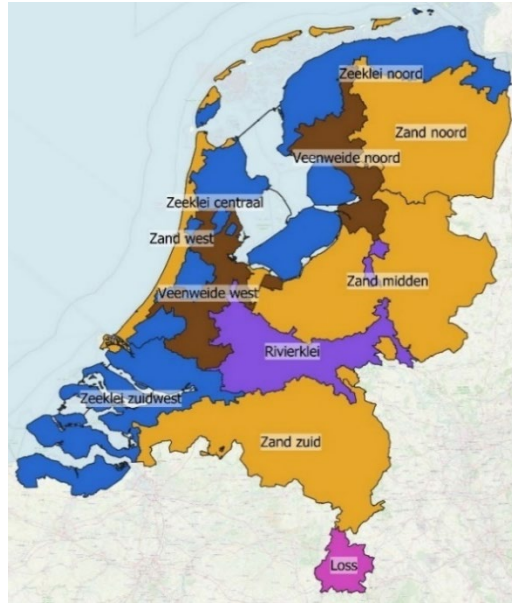 Zeeklei noord
Zand noord
Veenweide noord
Zeeklei centraal
Zand west
Zand midden
Veenweide west
Rivierklei
Zeeklei zuidwest
Zand zuid
Loss